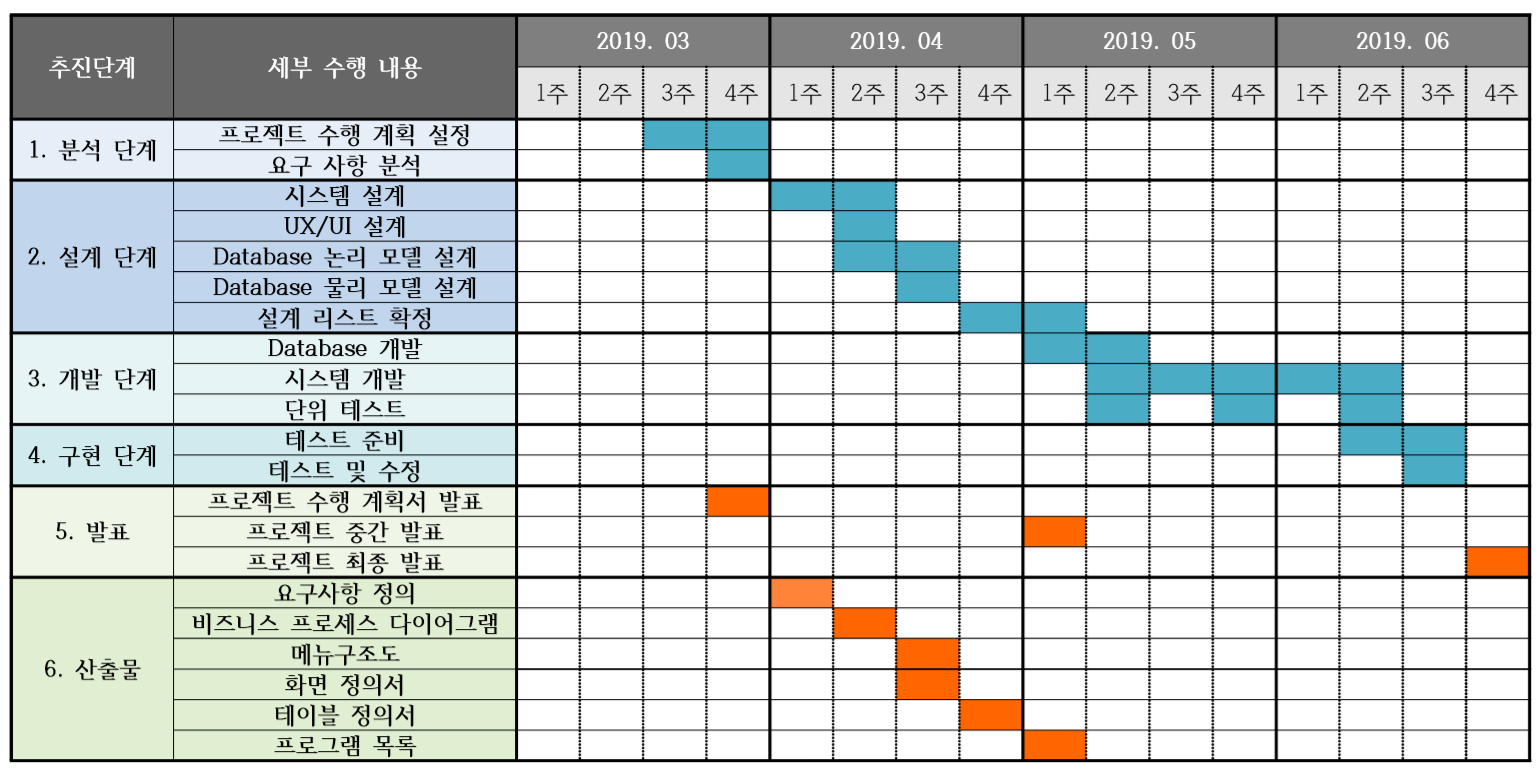 추진단계 세부 수행 내용 2019. 03 2019. 04 2019. 05 2019. 06
1주 2주 3주 4주 1주 2주 3주 4주 1주 2주 3주 4주 1주 2주 3주 4주
1. 분석 단계
프로젝트 수행 계획 설정
요구 사항 분석
2. 설계 단계
시스템 설계
UX/UI 설계
Database 논리 모델 설계
Database 물리 모델 설계
설계 리스트 확정
3. 개발 단계
Database 개발
시스템 개발
단위 테스트
4. 구현 단계
테스트 준비
테스트 및 수정
5. 발표
프로젝트 수행 계획서 발표
프로젝트 중간 발표
프로젝트 최종 발표
6. 산출물
요구사항 정의
비즈니스 프로세스 다이어그램
메뉴구조도
화면 정의서
테이블 정의서
프로그램 목록